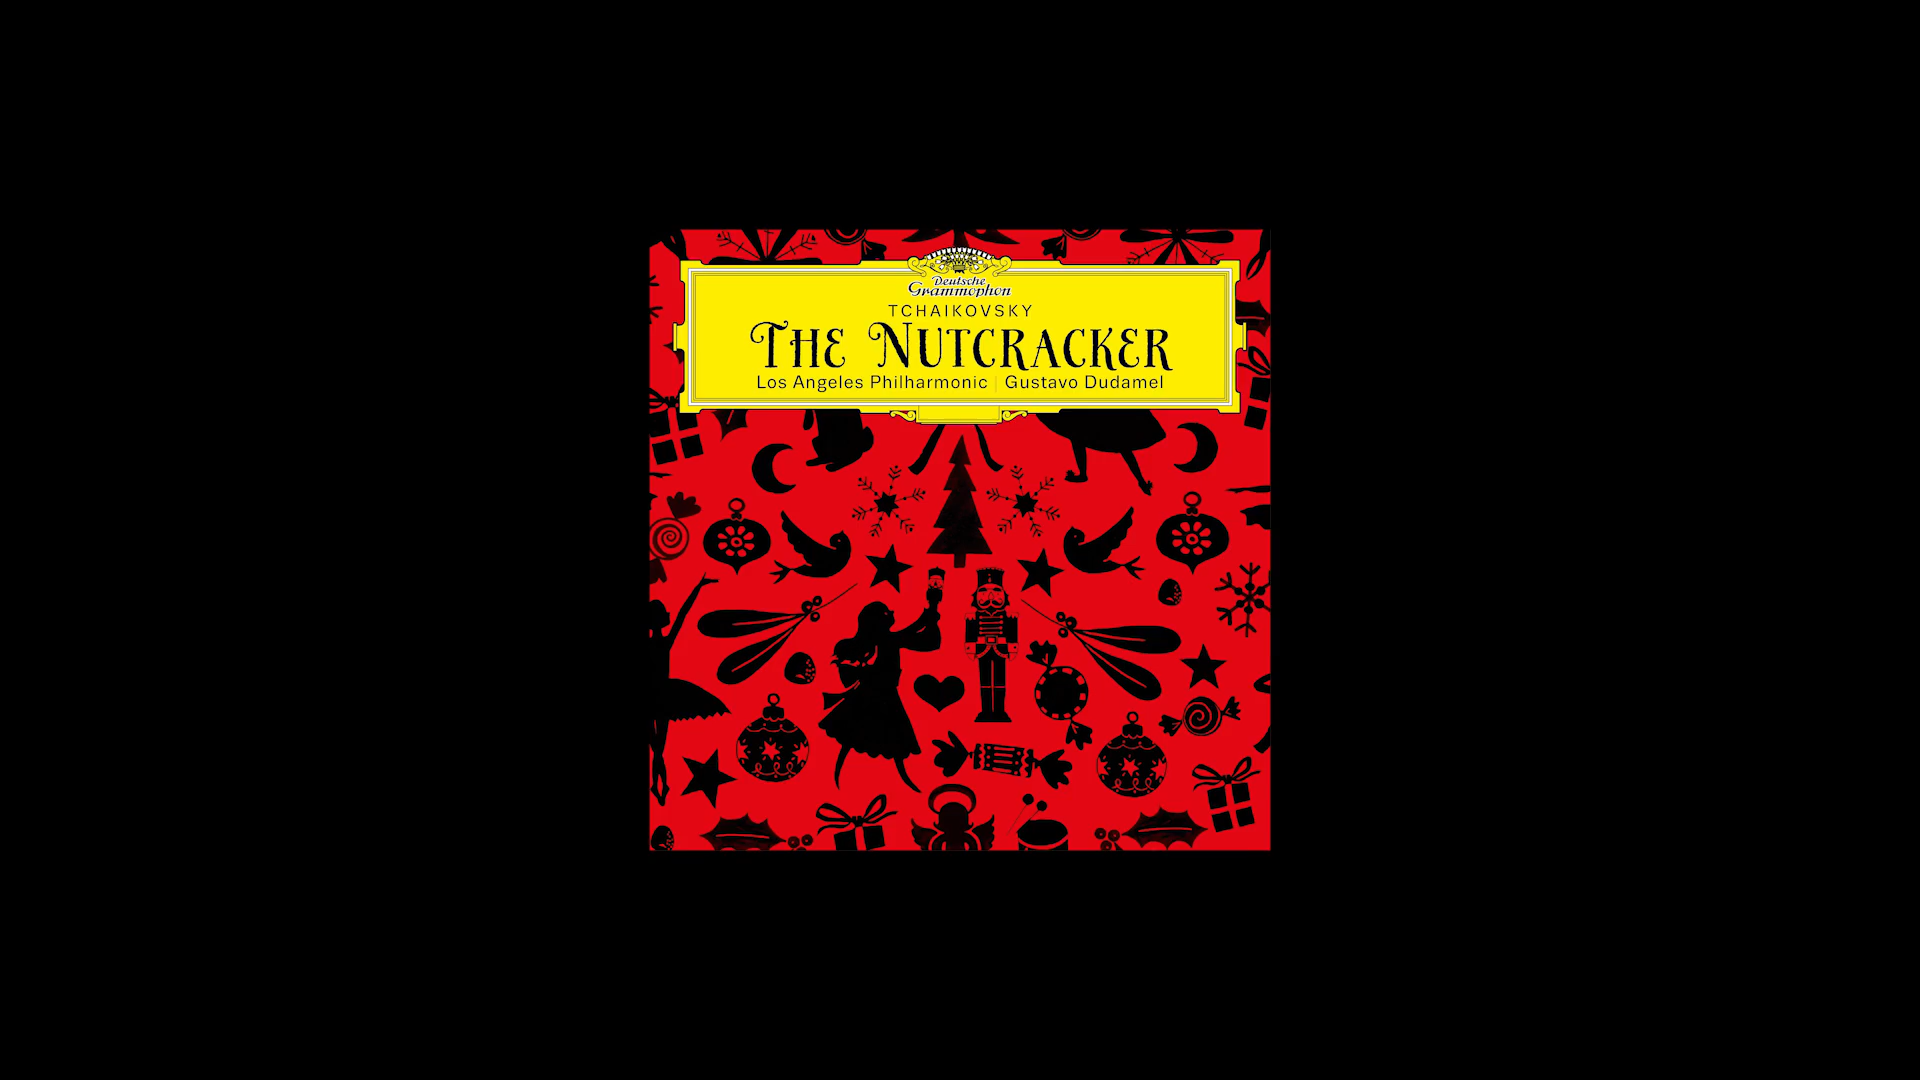 Deutsche
Grammophon
TCHAIKOVSKY
THE NUTCRACKER
Los Angeles Philharmonic | Gustavo Dudamel